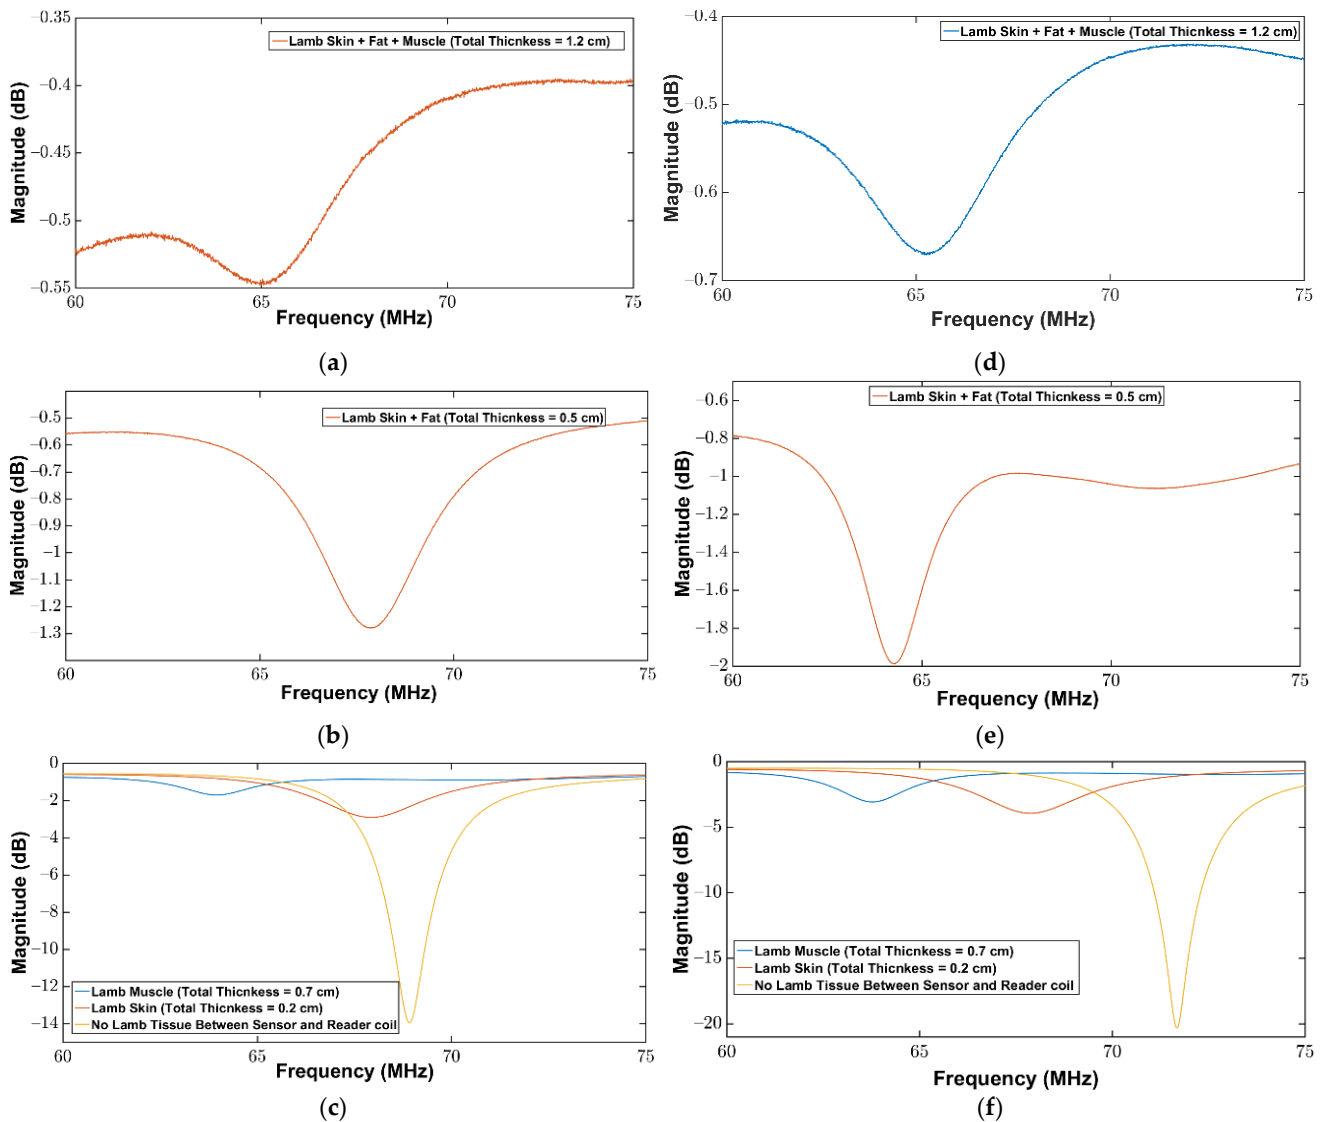 −0.35
−0.4
−0.45
−0.5
−0.55
Magnitude (dB)
Lamb Skin + Fat + Muscle (Total Thicnkess = 1.2 cm)
60 65 70 75
Frequency (MHz)
(a)
−0.4
−0.5
−0.6
−0.7
Magnitude (dB)
Lamb Skin + Fat + Muscle (Total Thicnkess = 1.2 cm)
60 65 70 75
Frequency (MHz)
(d)
−0.5
−0.6
−0.7
−0.8
−0.9
−1
−1.1
−1.2
−1.3
Magnitude (dB)
Lamb Skin + Fat (Total Thicnkess = 0.5 cm)
60 65 70 75
Frequency (MHz)
(b)
−0.6
−0.8
−1
−1.2
−1.4
−1.6
−1.8
−2
Magnitude (dB)
Lamb Skin + Fat (Total Thicnkess = 0.5 cm)
60 65 70 75
Frequency (MHz)
(e)
0
−2
−4
−6
−8
−10
−12
−14
Magnitude (dB)
Lamb Muscle (Total Thicnkess = 0.7 cm)
Lamb Skin (Total Thicnkess = 0.2 cm)
No Lamb Tissue Between Sensor and Reader coil
60 65 70 75
Frequency (MHz)
(c)
0
−5
−10
−15
−20
Magnitude (dB)
Lamb Muscle (Total Thicnkess = 0.7 cm)
Lamb Skin (Total Thicnkess = 0.2 cm)
No Lamb Tissue Between Sensor and Reader coil
60 65 70 75
Frequency (MHz)
(f)